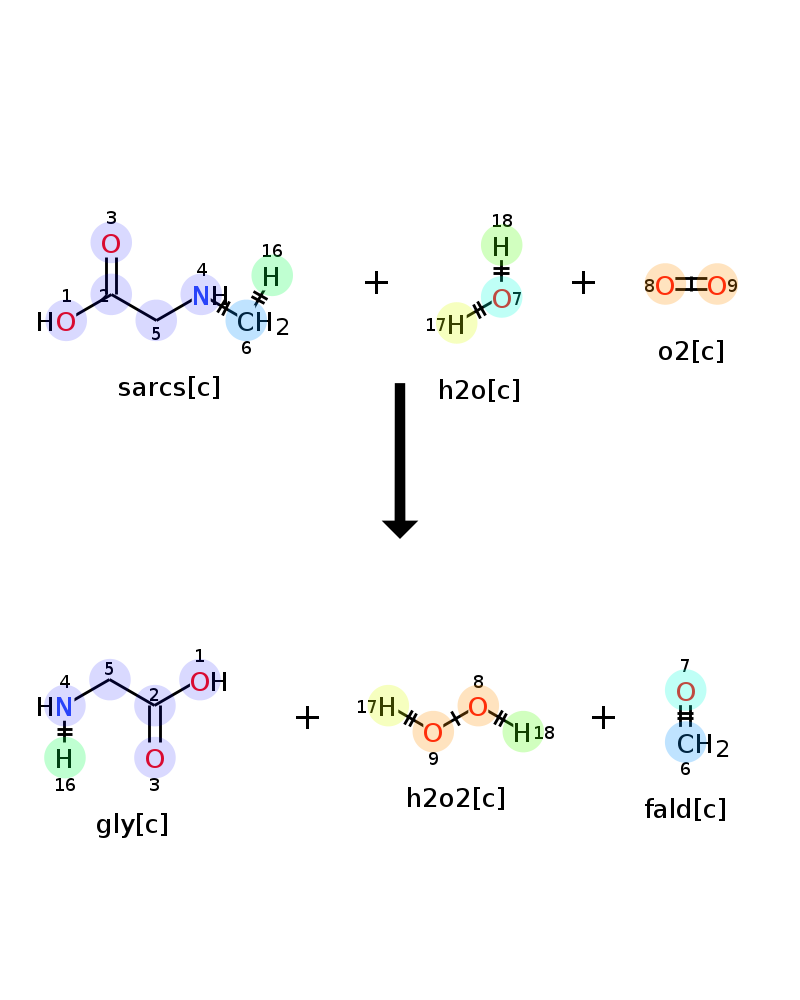 3
O
1
HO
2
5
4
NH
16
H
CH2
6
sarcs[c]
+
18
H
O7
17H
h2o[c]
+
8O
O9
o2[c]
4
HN
H
16
5
2
O
3
1
OH
gly[c]
+
17H
O
9
8
O
H18
h2o2[c]
+
7
O
CH2
6
fald[c]